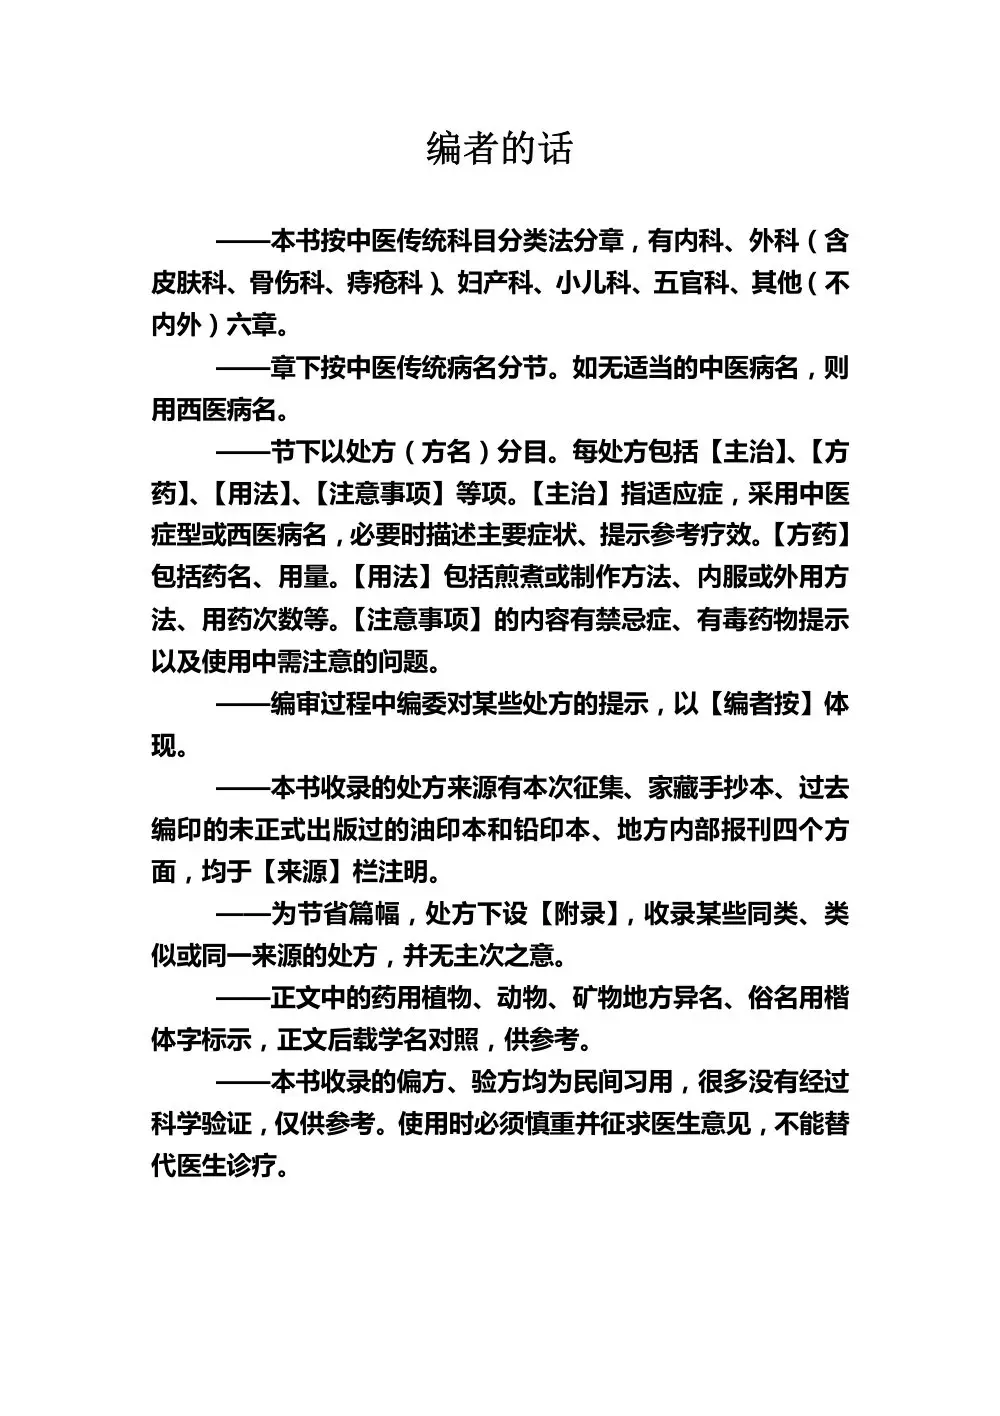 编者的话
——本书按中医传统科目分类法分章，有内科、外科（含
皮肤科、骨伤科、痔疮科）、妇产科、小儿科、五官科、其他（不
内外）六章。
——章下按中医传统病名分节。如无适当的中医病名，则
用西医病名。
——节下以处方（方名）分目。每处方包括【主治】、【方
药】、【用法】、【注意事项】等项。【主治】指适应症，采用中医
症型或西医病名，必要时描述主要症状、提示参考疗效。【方药】
包括药名、用量。【用法】包括煎煮或制作方法、内服或外用方
法、用药次数等。【注意事项】的内容有禁忌症、有毒药物提示
以及使用中需注意的问题。
——编审过程中编委对某些处方的提示，以【编者按】体
现。
——本书收录的处方来源有本次征集、家藏手抄本、过去
编印的未正式出版过的油印本和铅印本、地方内部报刊四个方
面，均于【来源】栏注明。
——为节省篇幅，处方下设【附录】，收录某些同类、类
似或同一来源的处方，并无主次之意。
——正文中的药用植物、动物、矿物地方异名、俗名用楷
体字标示，正文后载学名对照，供参考。
——本书收录的偏方、验方均为民间习用，很多没有经过
科学验证，仅供参考。使用时必须慎重并征求医生意见，不能替
代医生诊疗。